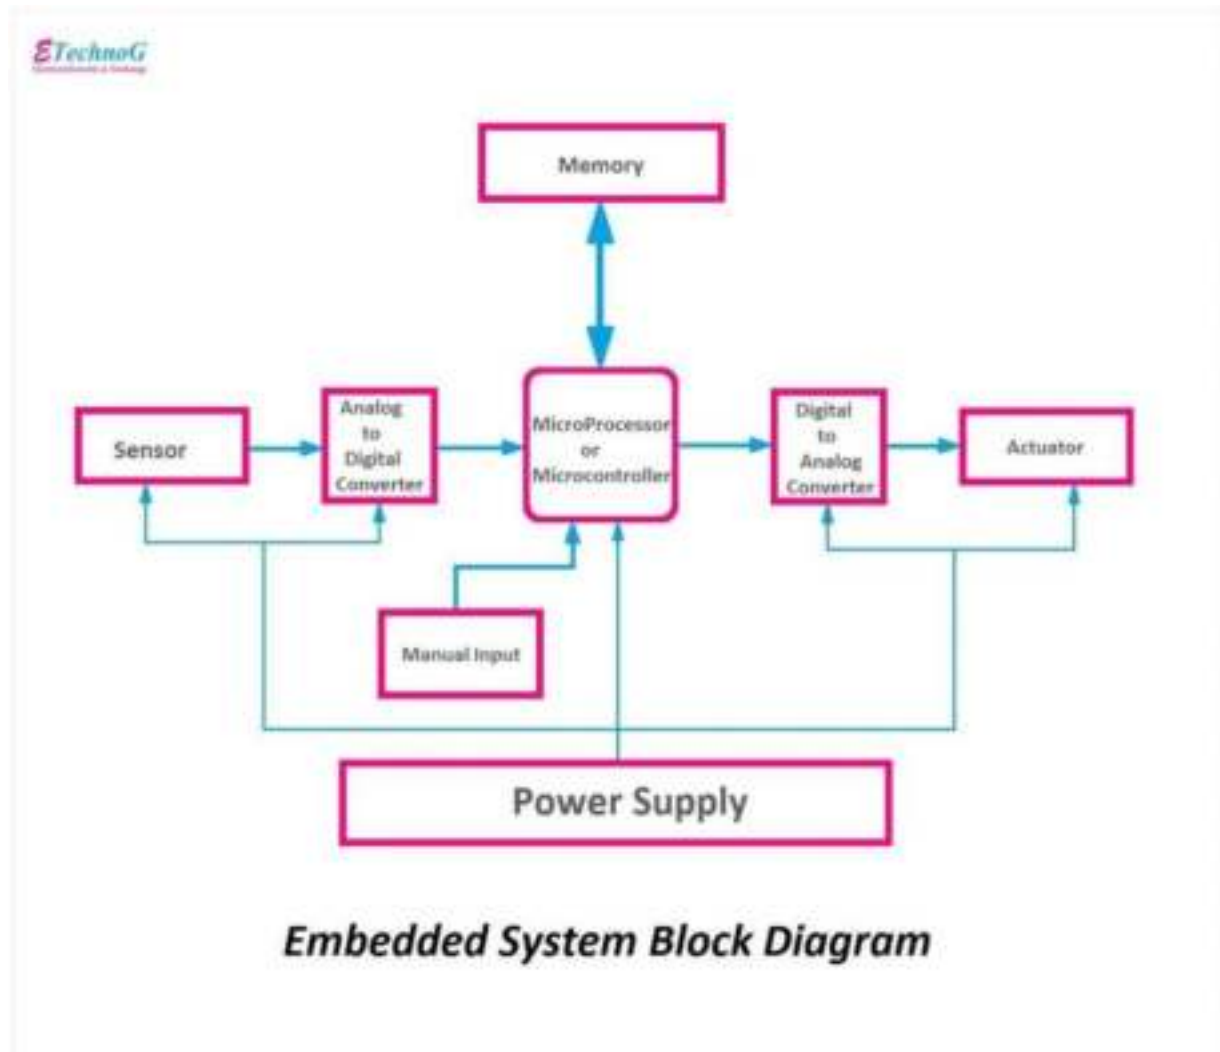 ETechnoG
Memory
Sensor
Analog
to
Digital
Converter
MicroProcessor
or
Microcontroller
Digital
to
Analog
Converter
Actuator
Manual Input
Power Supply
Embedded System Block Diagram